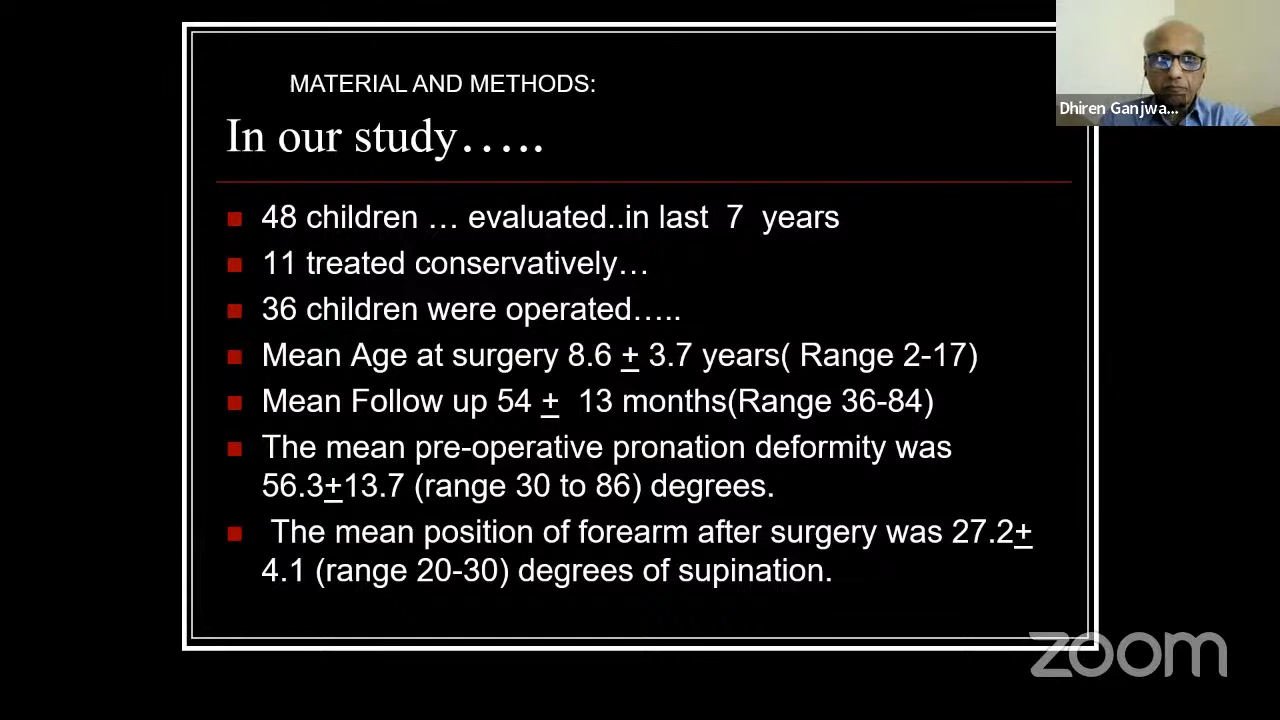 MATERIAL AND METHODS:
In our study…..
48 children … evaluated..in last 7 years
11 treated conservatively…
36 children were operated…..
Mean Age at surgery 8.6 + 3.7 years( Range 2-17)
Mean Follow up 54 + 13 months(Range 36-84)
The mean pre-operative pronation deformity was
56.3+13.7 (range 30 to 86) degrees.
The mean position of forearm after surgery was 27.2+
4.1 (range 20-30) degrees of supination.
Dhiren Ganjwa...
zoom